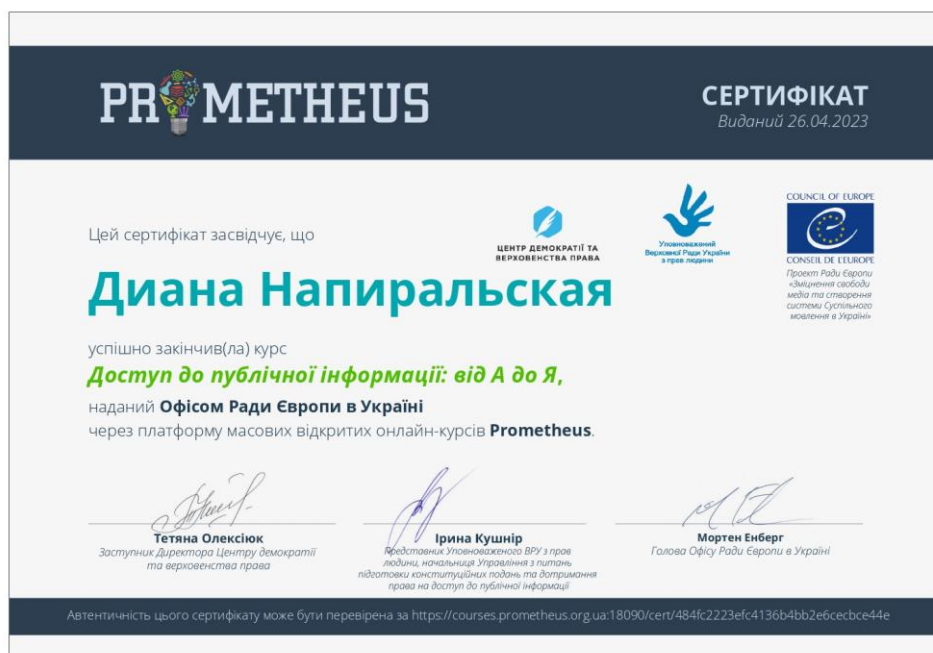 PROMETHEUS
СЕРТИФІКАТ
Виданий 26.04.2023
Цей сертифікат засвідчує, що
ЦЕНТР ДЕМОКРАТІЇ ТА
ВЕРХОВЕНСТВА ПРАВА
Уповноважений
Верховної Ради України
з прав людини
COUNCIL OF EUROPE
CONSEIL DE L'EUROPE
Проект Ради Європи
«Зміцнення свободи
медіа та створення
системи Суспільного
мовлення в Україні»
Диана Напиральская
успішно закінчив(ла) курс
Доступ до публічної інформації: від А до Я,
наданий Офісом Ради Європи в Україні
через платформу масових відкритих онлайн-курсів Prometheus.
Тетяна Олексіюк
Заступник Директора Центру демократії
та верховенства права
Ірина Кушнір
Представник Уповноваженого ВРУ з прав
людини, начальниця Управління з питань
підготовки конституційних подань та дотримання
права на доступ до публічної інформації
Мортен Енберг
Голова Офісу Ради Європи в Україні
Автентичність цього сертифікату може бути перевірена за https://courses.prometheus.org.ua:18090/cert/484fc2223efc4136b4bb2e6cecbce44e